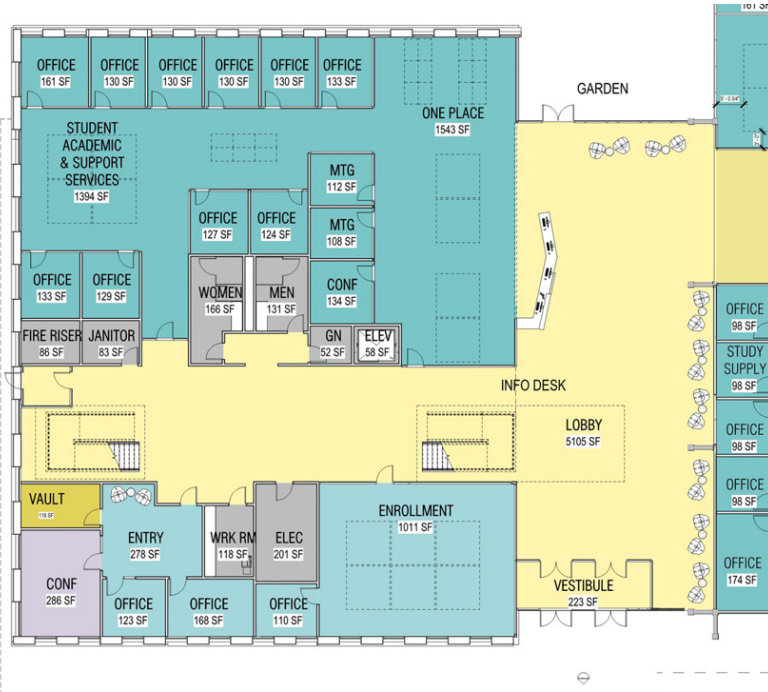 161 SF
GARDEN
OFFICE
161 SF
OFFICE
130 SF
OFFICE
130 SF
OFFICE
130 SF
OFFICE
130 SF
OFFICE
133 SF
ONE PLACE
1543 SF
STUDENT
ACADEMIC
& SUPPORT
SERVICES
1394 SF
MTG
112 SF
OFFICE
127 SF
OFFICE
124 SF
MTG
108 SF
OFFICE
133 SF
OFFICE
129 SF
WOMEN
166 SF
MEN
131 SF
CONF
134 SF
FIRE RISER
86 SF
JANITOR
83 SF
GN
52 SF
ELEV
58 SF
OFFICE
98 SF
STUDY
SUPPLY
98 SF
INFO DESK
LOBBY
5105 SF
OFFICE
98 SF
OFFICE
98 SF
VAULT
118 SF
ENTRY
278 SF
WRK RM
118 SF
ELEC
201 SF
ENROLLMENT
1011 SF
CONF
286 SF
OFFICE
123 SF
OFFICE
168 SF
OFFICE
110 SF
VESTIBULE
223 SF
OFFICE
174 SF